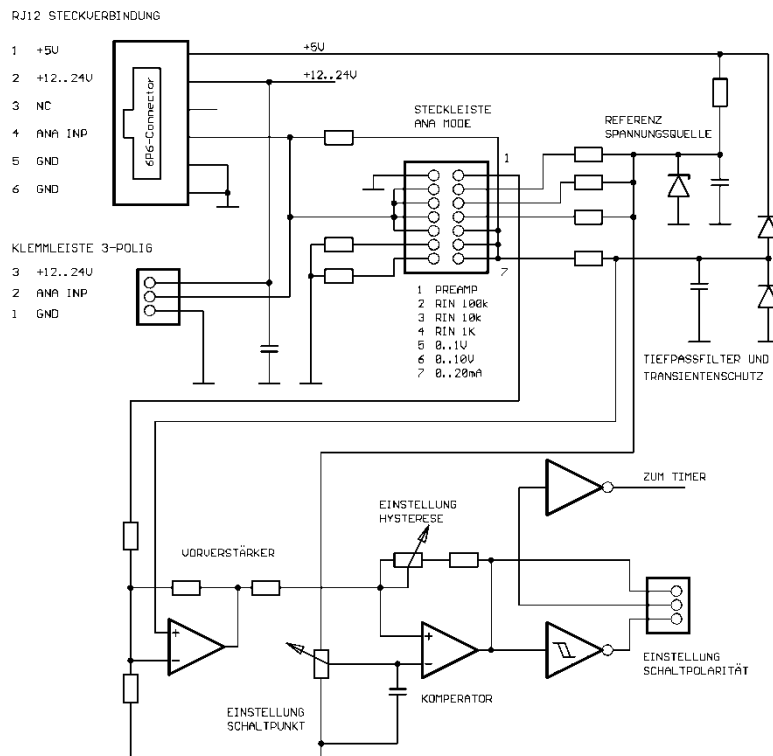 RJ12 STECKVERBINDUNG
1 +5V
2 +12..24V
3 NC
4 ANA INP
5 GND
6 GND
6P6-Connector
+5V
+12..24V
STECKLEISTE
ANA MODE
1
7
REFERENZ
SPANNUNGSQUELLE
KLEMMLEISTE 3-POLIG
3 +12..24V
2 ANA INP
1 GND
1 PREAMP
2 RIN 100k
3 RIN 10k
4 RIN 1K
5 0..1V
6 0..10V
7 0..20mA
TIEFPASSFILTER UND
TRANSIENTENSCHUTZ
ZUM TIMER
EINSTELLUNG
HYSTERESE
VORVERSTÄRKER
+
-
+
-
KOMPERATOR
EINSTELLUNG
SCHALTPUNKT
EINSTELLUNG
SCHALTPOLARITÄT